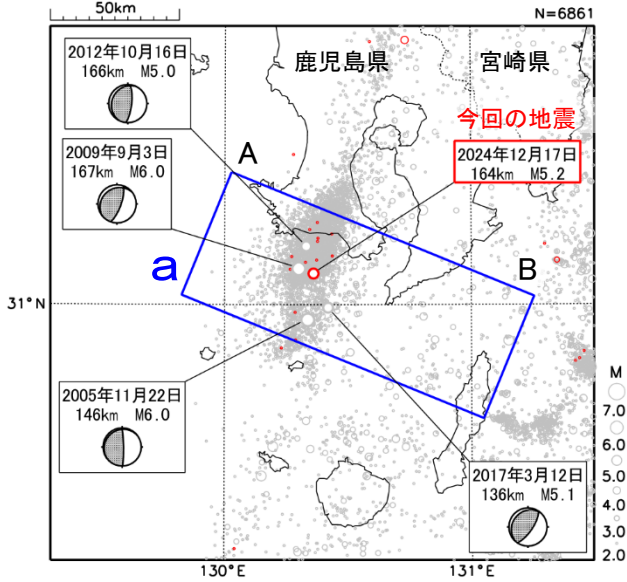 50km
N=6861
2012年10月16日
166km M5.0
鹿児島県
宮崎県
今回の地震
2009年9月3日
167km M6.0
A
2024年12月17日
164km M5.2
a
B
31°N
2005年11月22日
146km M6.0
M
7.0
6.0
5.0
4.0
3.0
2.0
2017年3月12日
136km M5.1
130°E
131°E